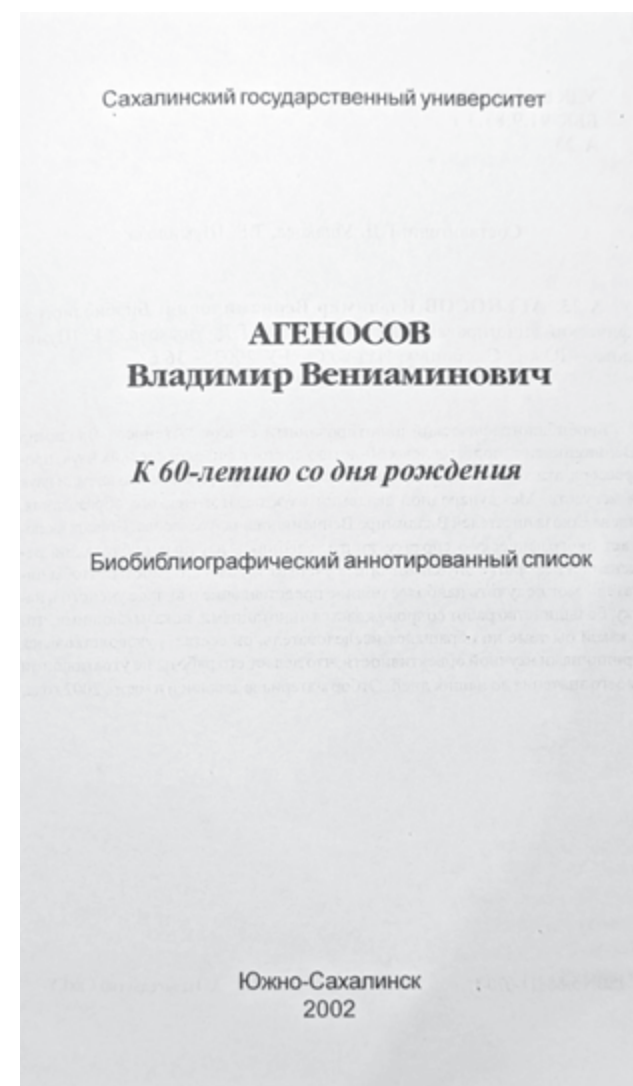 Сахалинский государственный университет
АГЕНОСОВ
Владимир Вениаминович
К 60-летию со дня рождения
Биобиблиографический аннотированный список
Южно-Сахалинск
2002